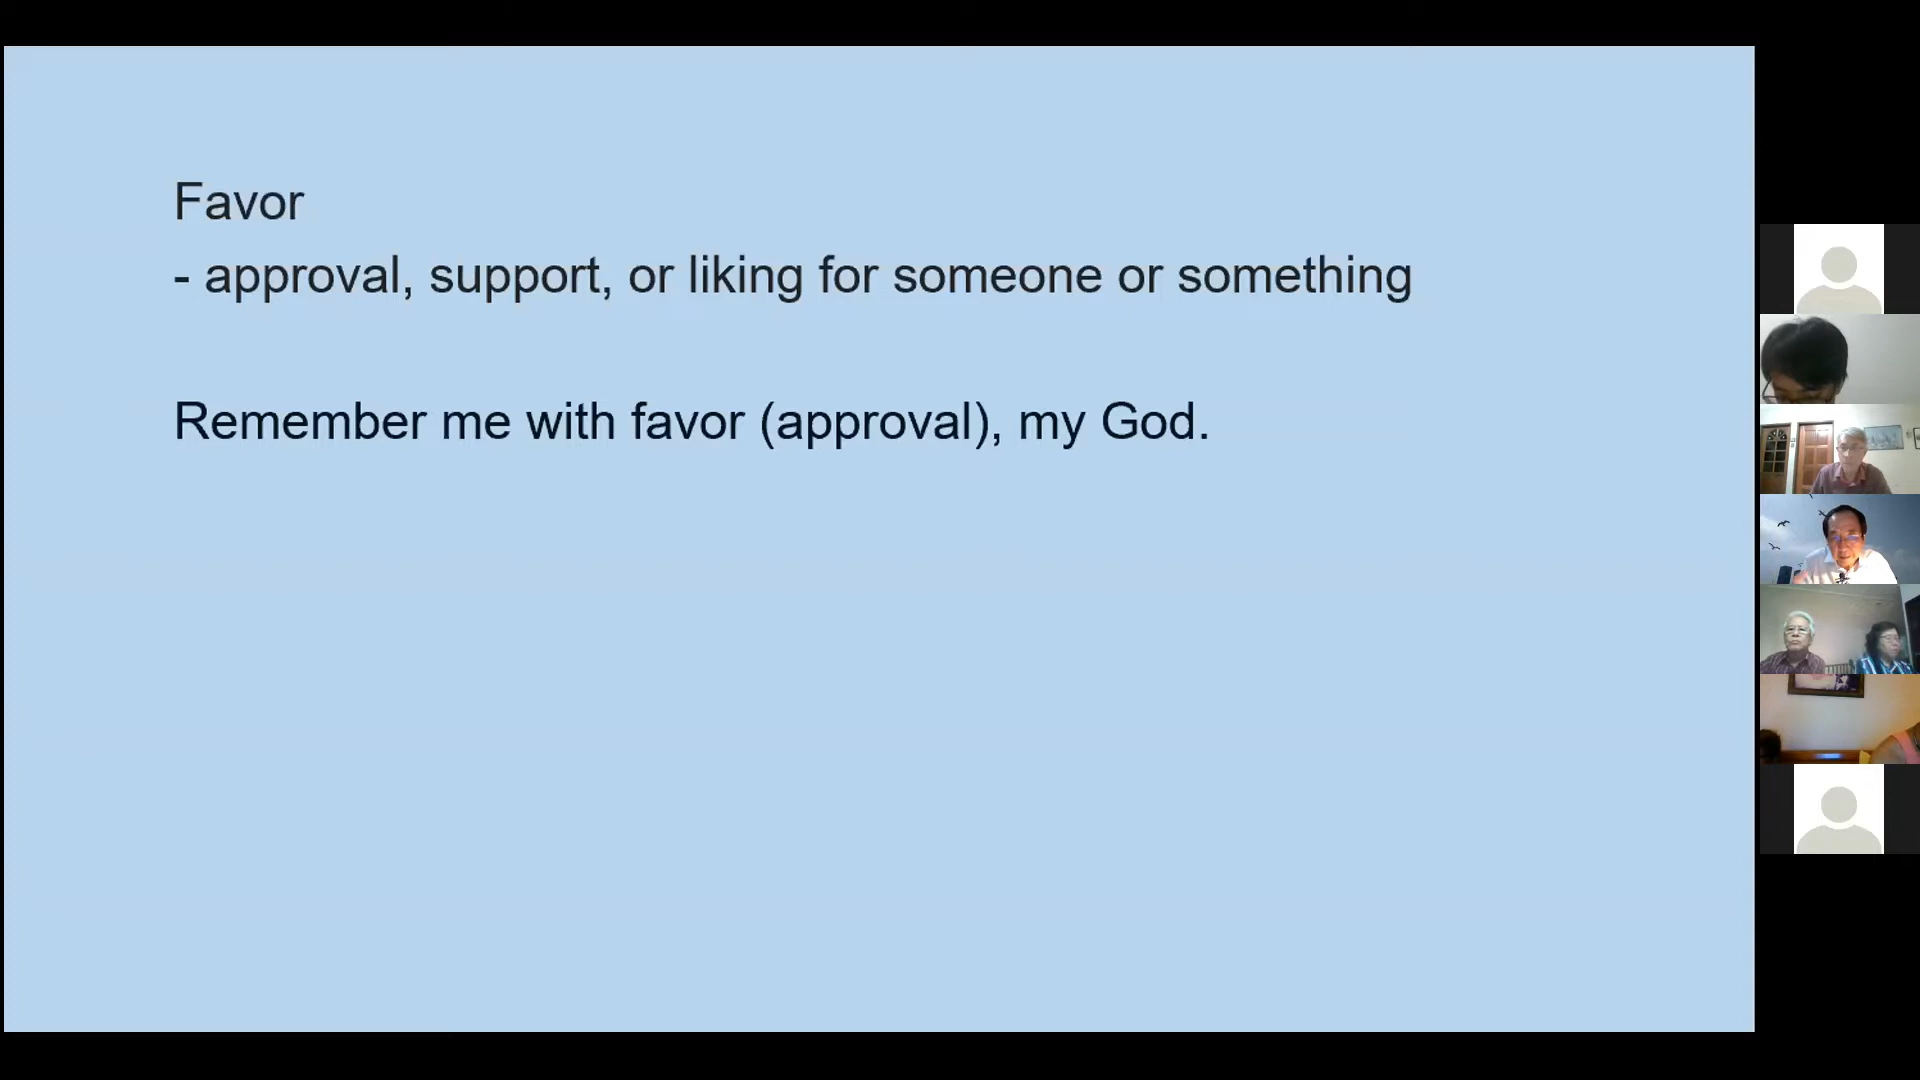 Favor
- approval, support, or liking for someone or something
Remember me with favor (approval), my God.